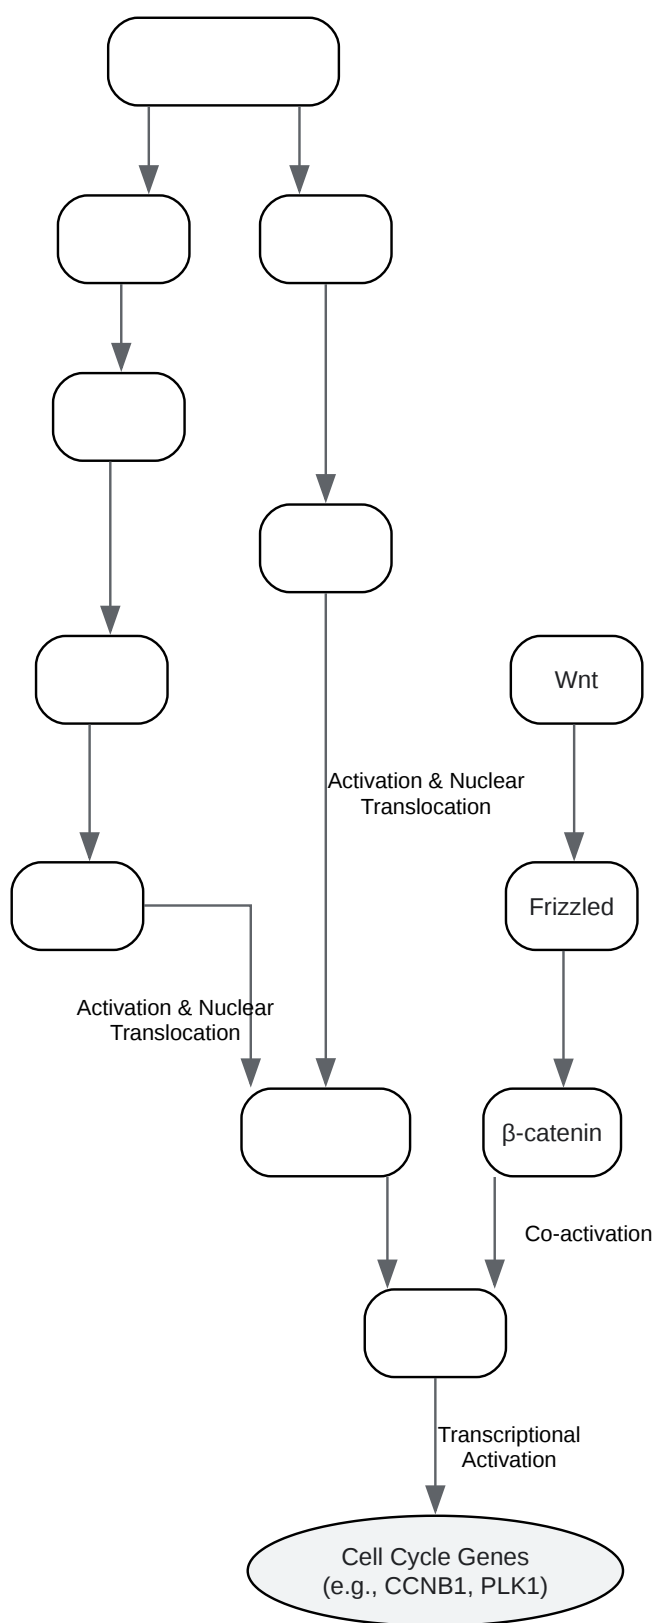 Wnt
Activation & Nuclear
Translocation
Frizzled
Activation & Nuclear
Translocation
β-catenin
Co-activation
Transcriptional
Activation
Cell Cycle Genes
(e.g., CCNB1, PLK1)